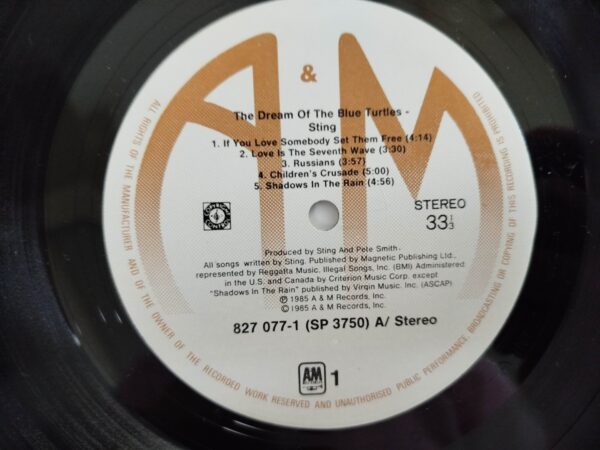 A & M
The Dream Of The Blue Turtles -
Sting
1. If You Love Somebody Set Them Free (4:14)
2. Love Is The Seventh Wave (3:30)
3. Russians (3:57)
4. Children's Crusade (5:00)
5. Shadows In The Rain (4:56)
STEREO
33 1/3
COPYRIGHT CONTROL
Produced by Sting And Pete Smith
All songs written by Sting. Published by Magnetic Publishing Ltd.,
represented by Reggatta Music. Illegal Songs, Inc. (BMI) Administered
in the U.S. and Canada by Criterion Music Corp. except
"Shadows In The Rain" published by Virgin Music. Inc. (ASCAP)
℗ 1985 A & M Records, Inc.
© 1985 A & M Records, Inc.
827 077-1 (SP 3750) A/ Stereo
AM 1
ALL RIGHTS OF THE MANUFACTURER AND OF THE OWNER OF THE RECORDED WORK RESERVED AND UNAUTHORISED PUBLIC PERFORMANCE BROADCASTING OR COPYING OF THIS RECORDING IS PROHIBITED